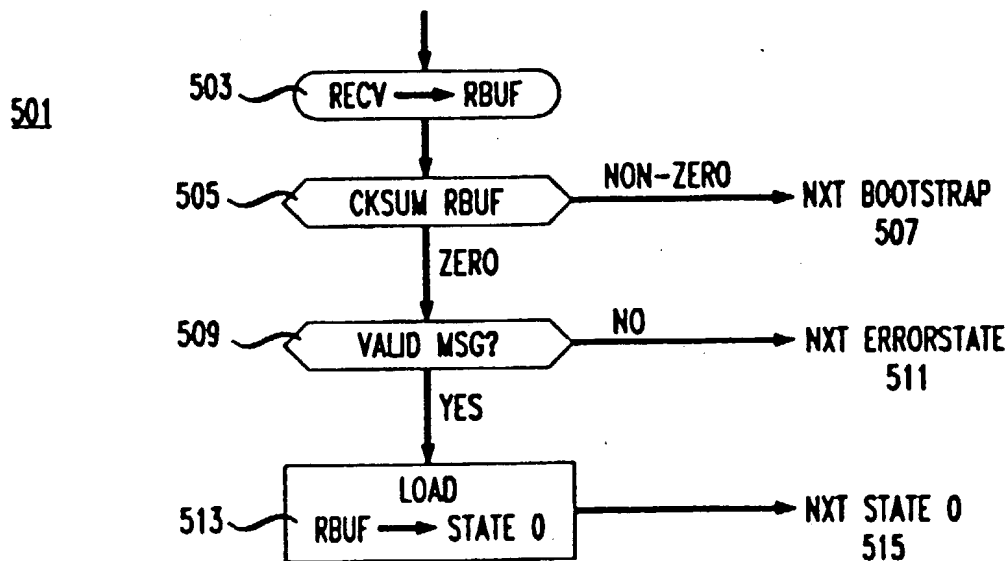 501
503
RECV → RBUF
505
CKSUM RBUF
NON-ZERO
NXT BOOTSTRAP
507
ZERO
509
VALID MSG?
NO
NXT ERRORSTATE
511
YES
513
LOAD
RBUF → STATE 0
NXT STATE 0
515